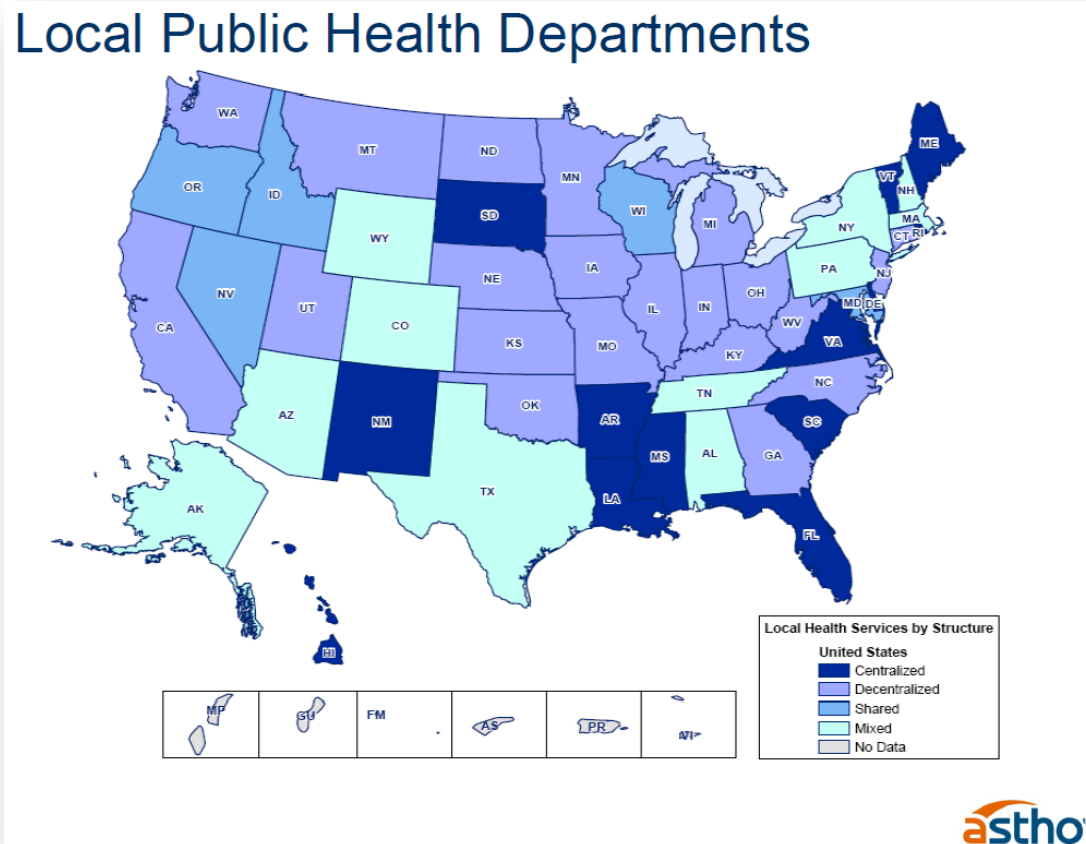 Local Public Health Departments
WA
MT
ND
MN
ME
VT
NH
OR
ID
SD
WI
MI
NY
MA
CT RI
WY
NE
IA
PA
NJ
NV
UT
CO
IL
IN
OH
MD DE
WV
VA
CA
KS
MO
KY
NC
TN
AZ
NM
OK
AR
SC
MS
AL
GA
TX
LA
FL
AK
HI
MP
GU
FM
AS
PR
VI
Local Health Services by Structure
United States
Centralized
Decentralized
Shared
Mixed
No Data
astho